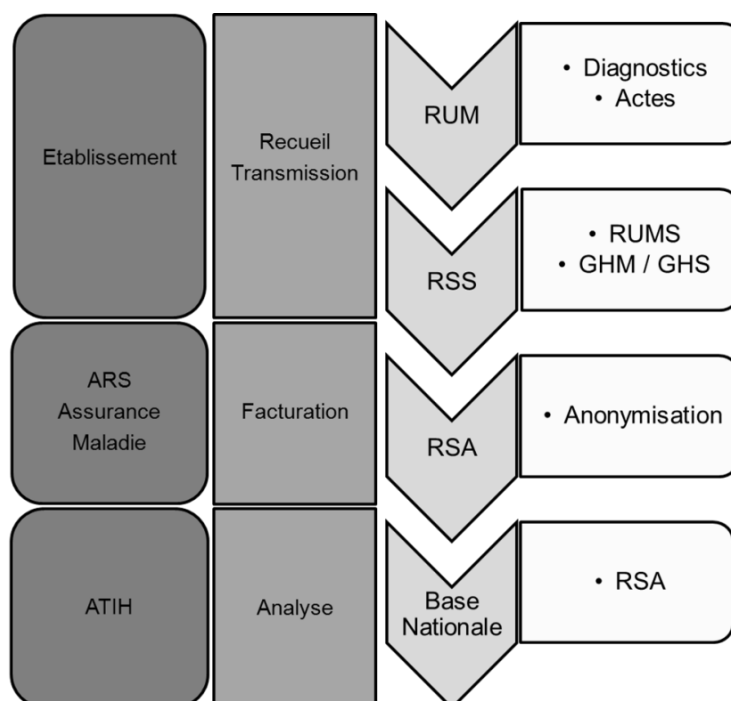 Etablissement
Recueil
Transmission
RUM
• Diagnostics
• Actes
RSS
• RUMS
• GHM / GHS
ARS
Assurance
Maladie
Facturation
RSA
• Anonymisation
ATIH
Analyse
Base
Nationale
• RSA